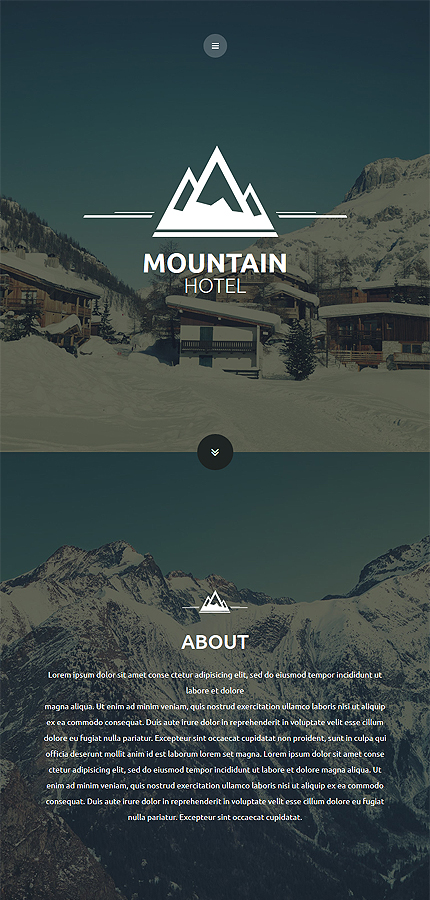 MOUNTAIN
HOTEL
ABOUT
Lorem ipsum dolor sit amet conse ctetur adipisicing elit, sed do eiusmod tempor incididunt ut
labore et dolore
magna aliqua. Ut enim ad minim veniam, quis nostrud exercitation ullamco laboris nisi ut aliquip
ex ea commodo consequat. Duis aute irure dolor in reprehenderit in voluptate velit esse cillum
dolore eu fugiat nulla pariatur. Excepteur sint occaecat cupidatat non proident, sunt in culpa qui
officia deserunt mollit anim id est laborum lorem set magna. Lorem ipsum dolor sit amet conse
ctetur adipisicing elit, sed do eiusmod tempor incididunt ut labore et dolore magna aliqua. Ut
enim ad minim veniam, quis nostrud exercitation ullamco laboris nisi ut aliquip ex ea commodo
consequat. Duis aute irure dolor in reprehenderit in voluptate velit esse cillum dolore eu fugiat
nulla pariatur. Excepteur sint occaecat cupidatat.